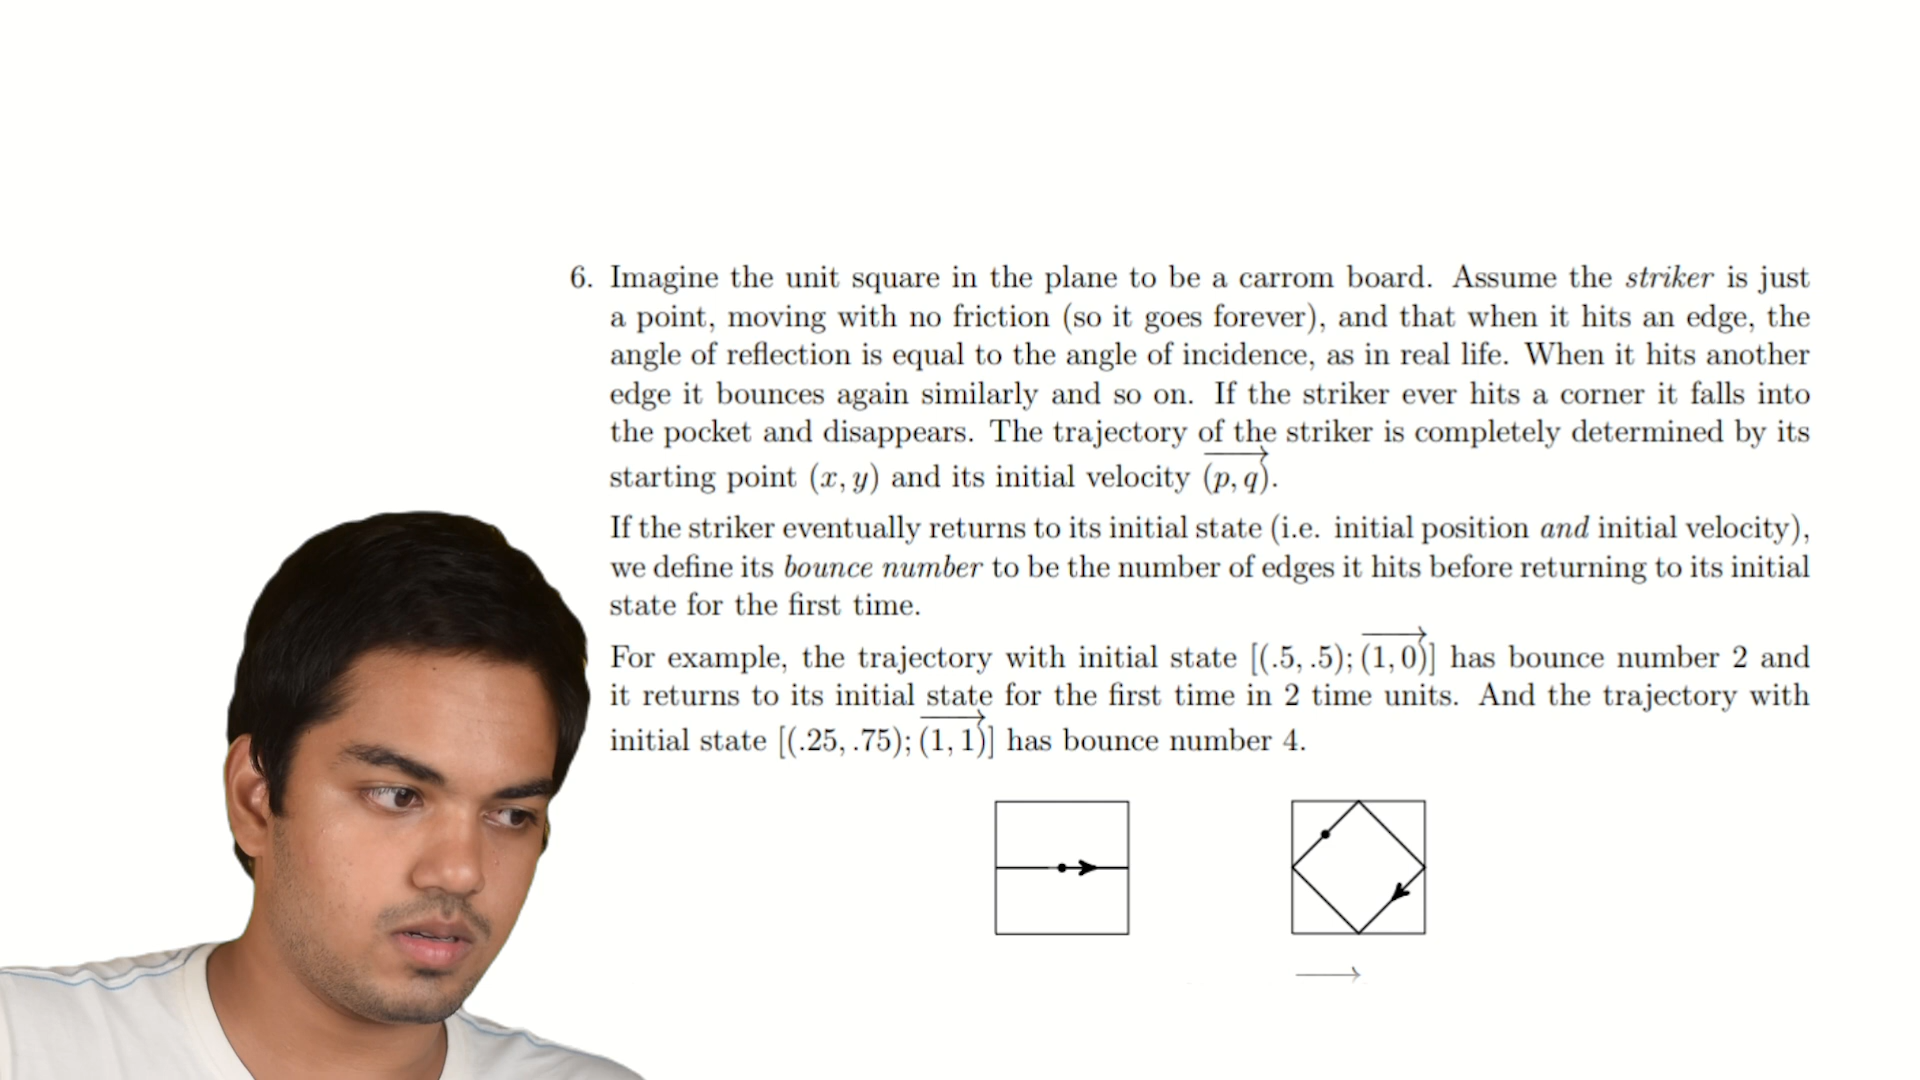 6. Imagine the unit square in the plane to be a carrom board. Assume the striker is just
a point, moving with no friction (so it goes forever), and that when it hits an edge, the
angle of reflection is equal to the angle of incidence, as in real life. When it hits another
edge it bounces again similarly and so on. If the striker ever hits a corner it falls into
the pocket and disappears. The trajectory of the striker is completely determined by its
starting point (x, y) and its initial velocity \overrightarrow{(p, q)}.
If the striker eventually returns to its initial state (i.e. initial position and initial velocity),
we define its bounce number to be the number of edges it hits before returning to its initial
state for the first time.
For example, the trajectory with initial state [(.5, .5); \overrightarrow{(1, 0)}] has bounce number 2 and
it returns to its initial state for the first time in 2 time units. And the trajectory with
initial state [(.25, .75); \overrightarrow{(1, 1)}] has bounce number 4.